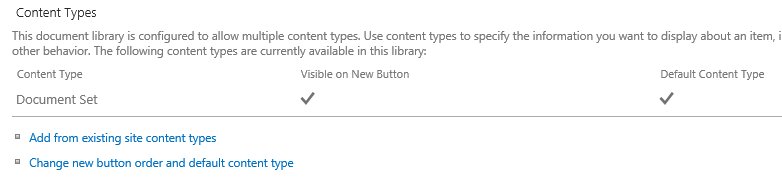 Content Types
This document library is configured to allow multiple content types. Use content types to specify the information you want to display about an item, i
other behavior. The following content types are currently available in this library:
Content Type Visible on New Button Default Content Type
Document Set
Add from existing site content types
Change new button order and default content type